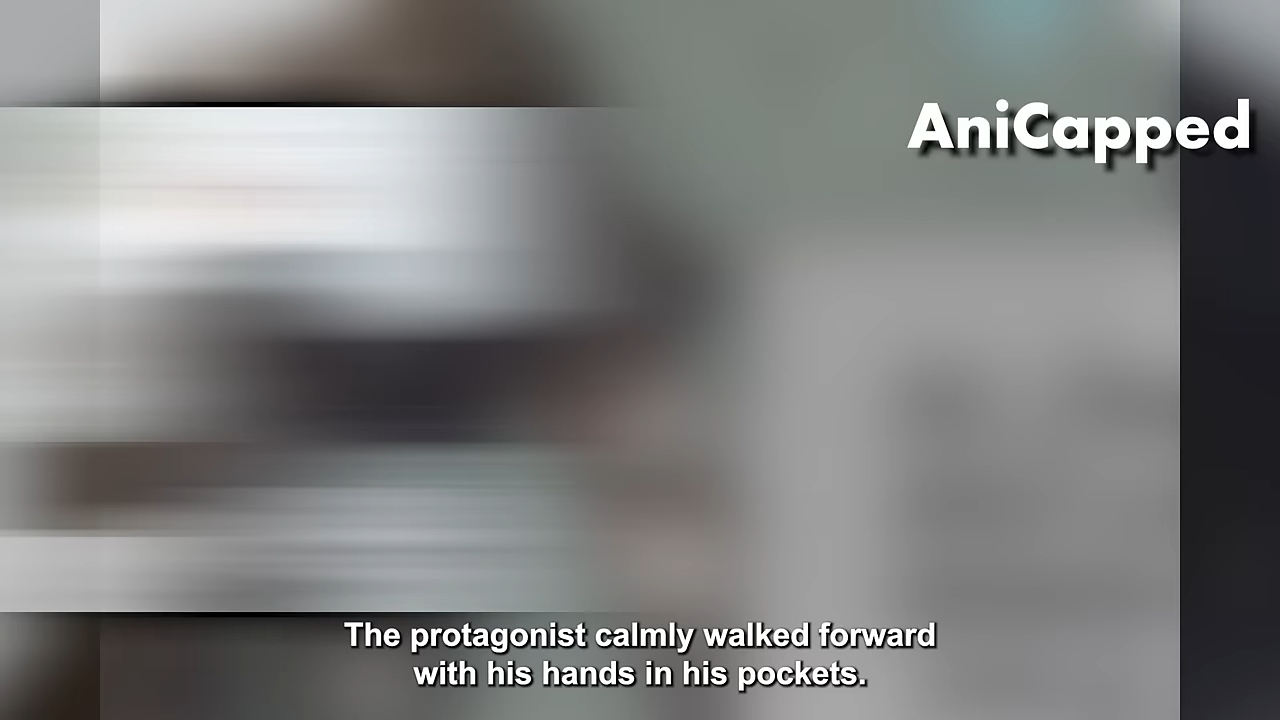 AniCapped
The protagonist calmly walked forward
with his hands in his pockets.